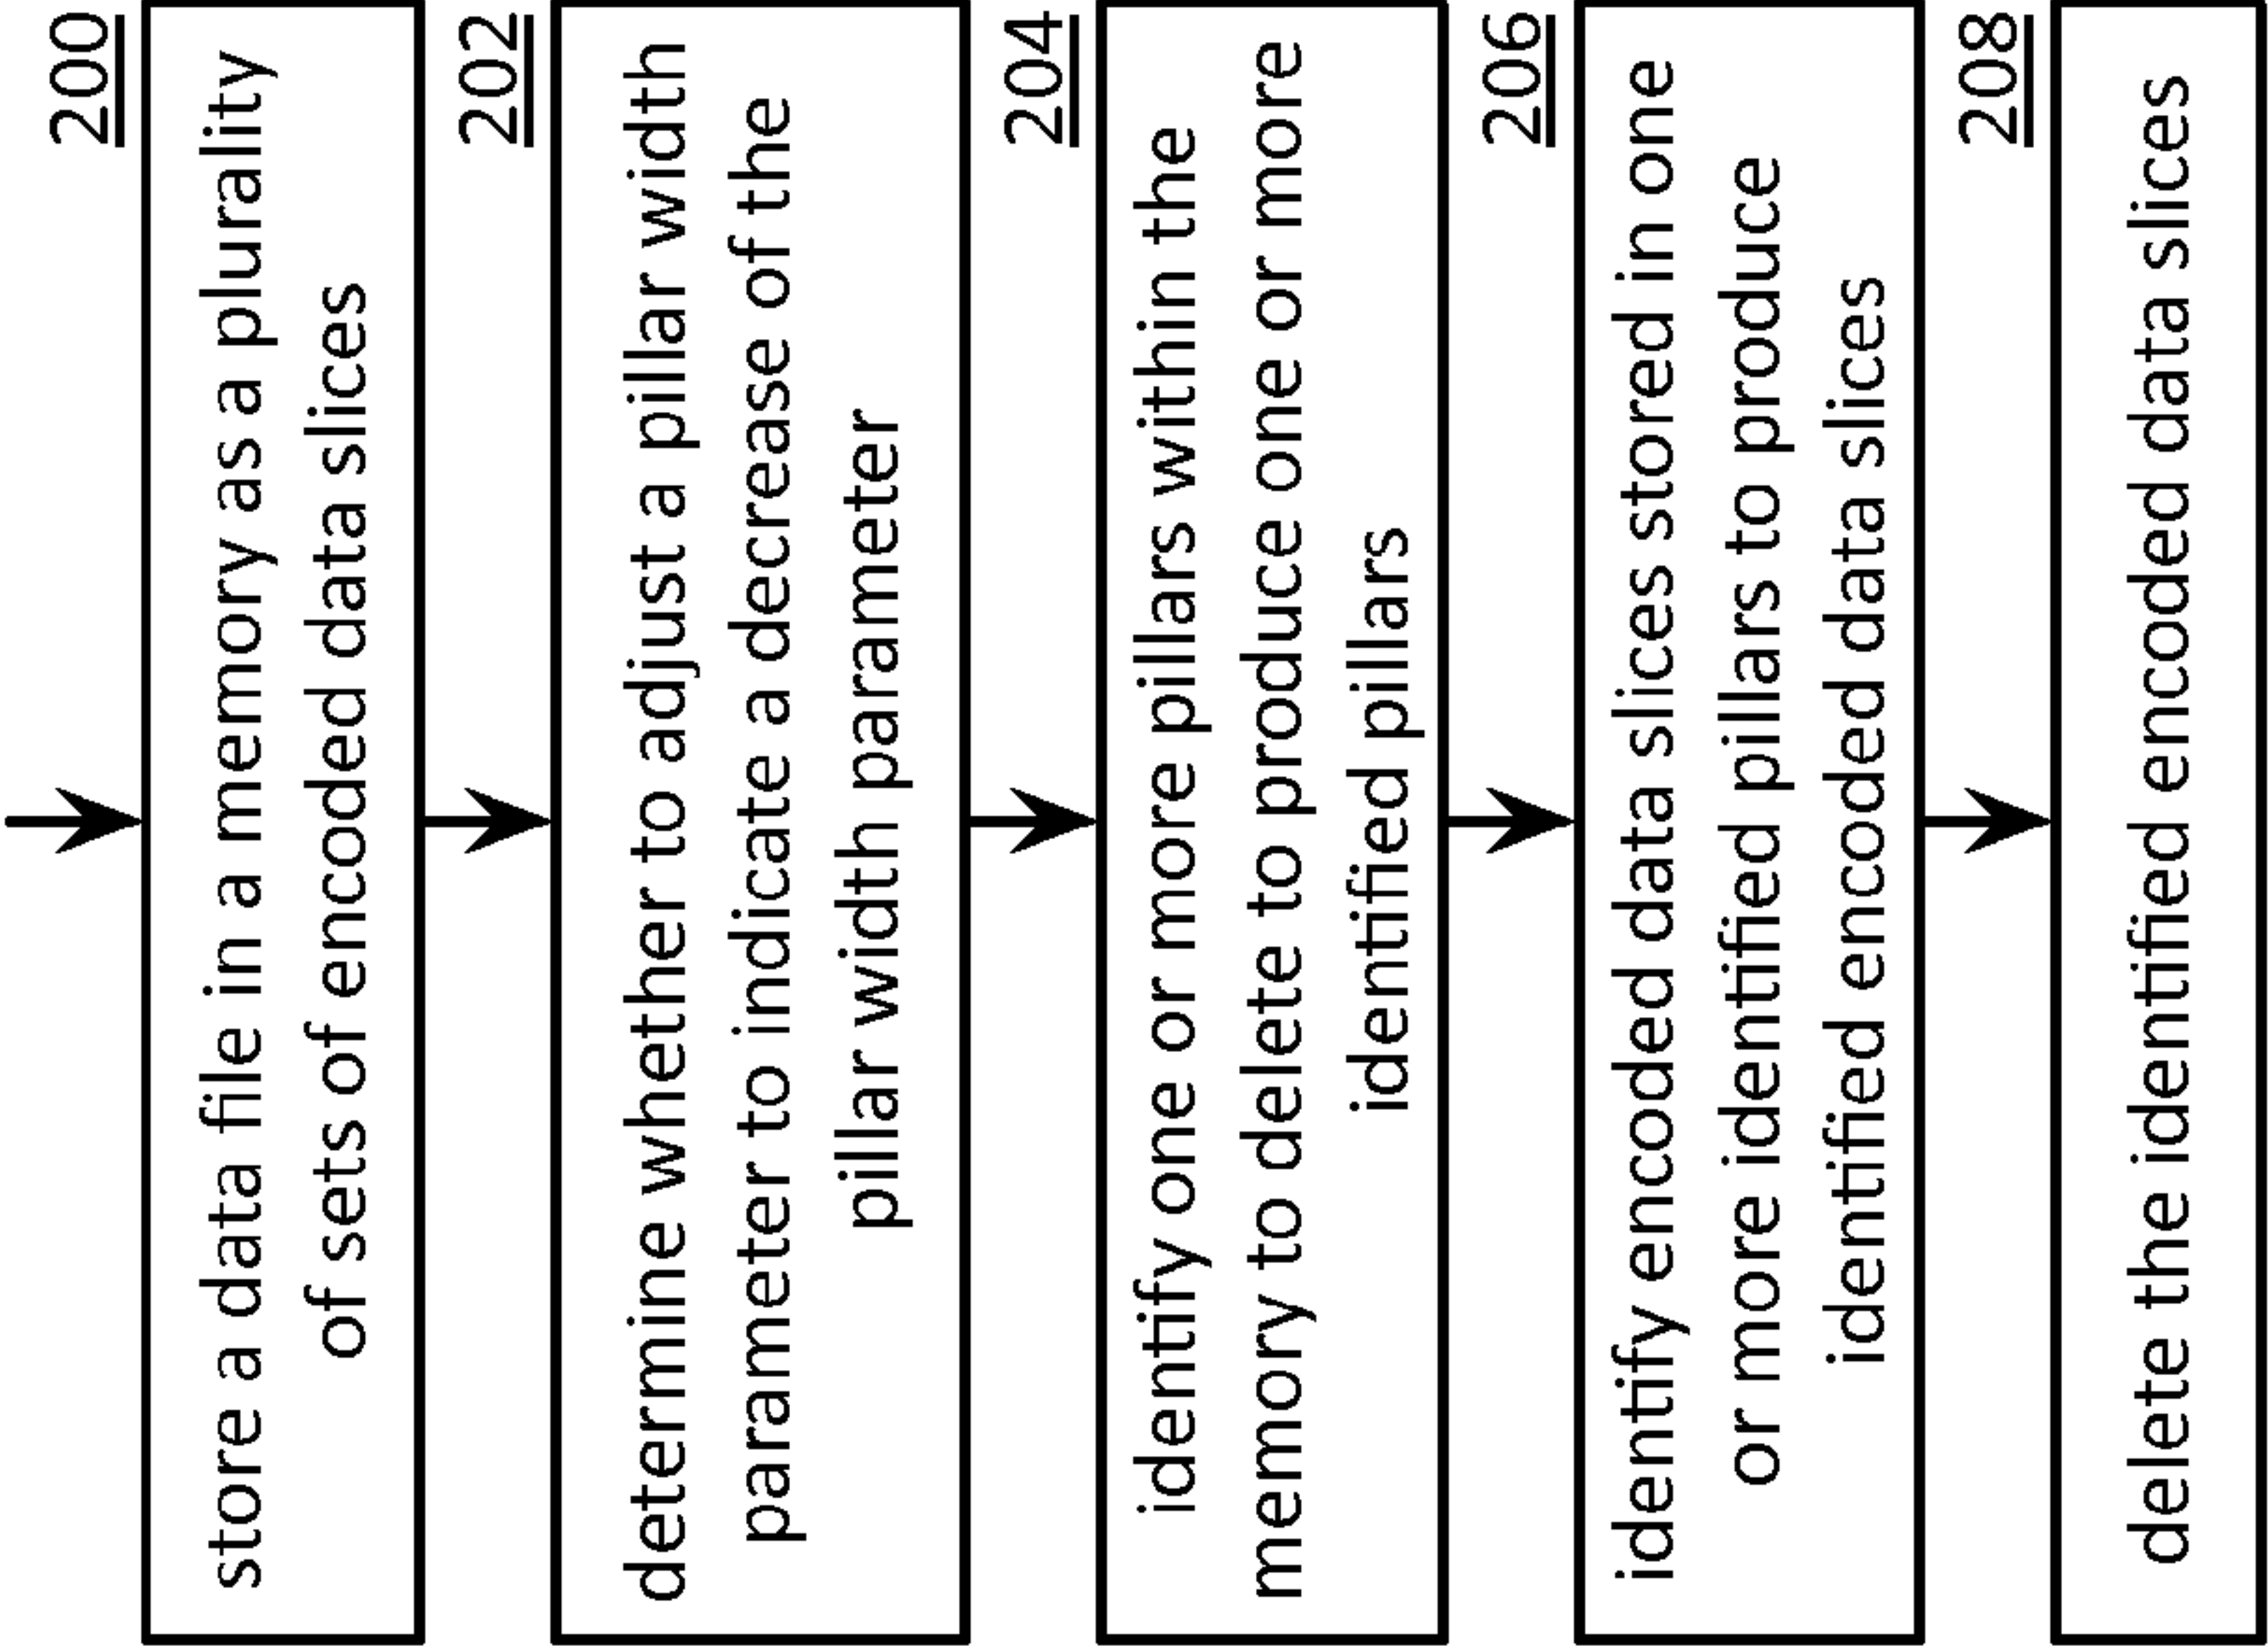 200
store a data file in a memory as a plurality
of sets of encoded data slices
202
determine whether to adjust a pillar width
parameter to indicate a decrease of the
pillar width parameter
204
identify one or more pillars within the
memory to delete to produce one or more
identified pillars
206
identify encoded data slices stored in one
or more identified pillars to produce
identified encoded data slices
208
delete the identified encoded data slices